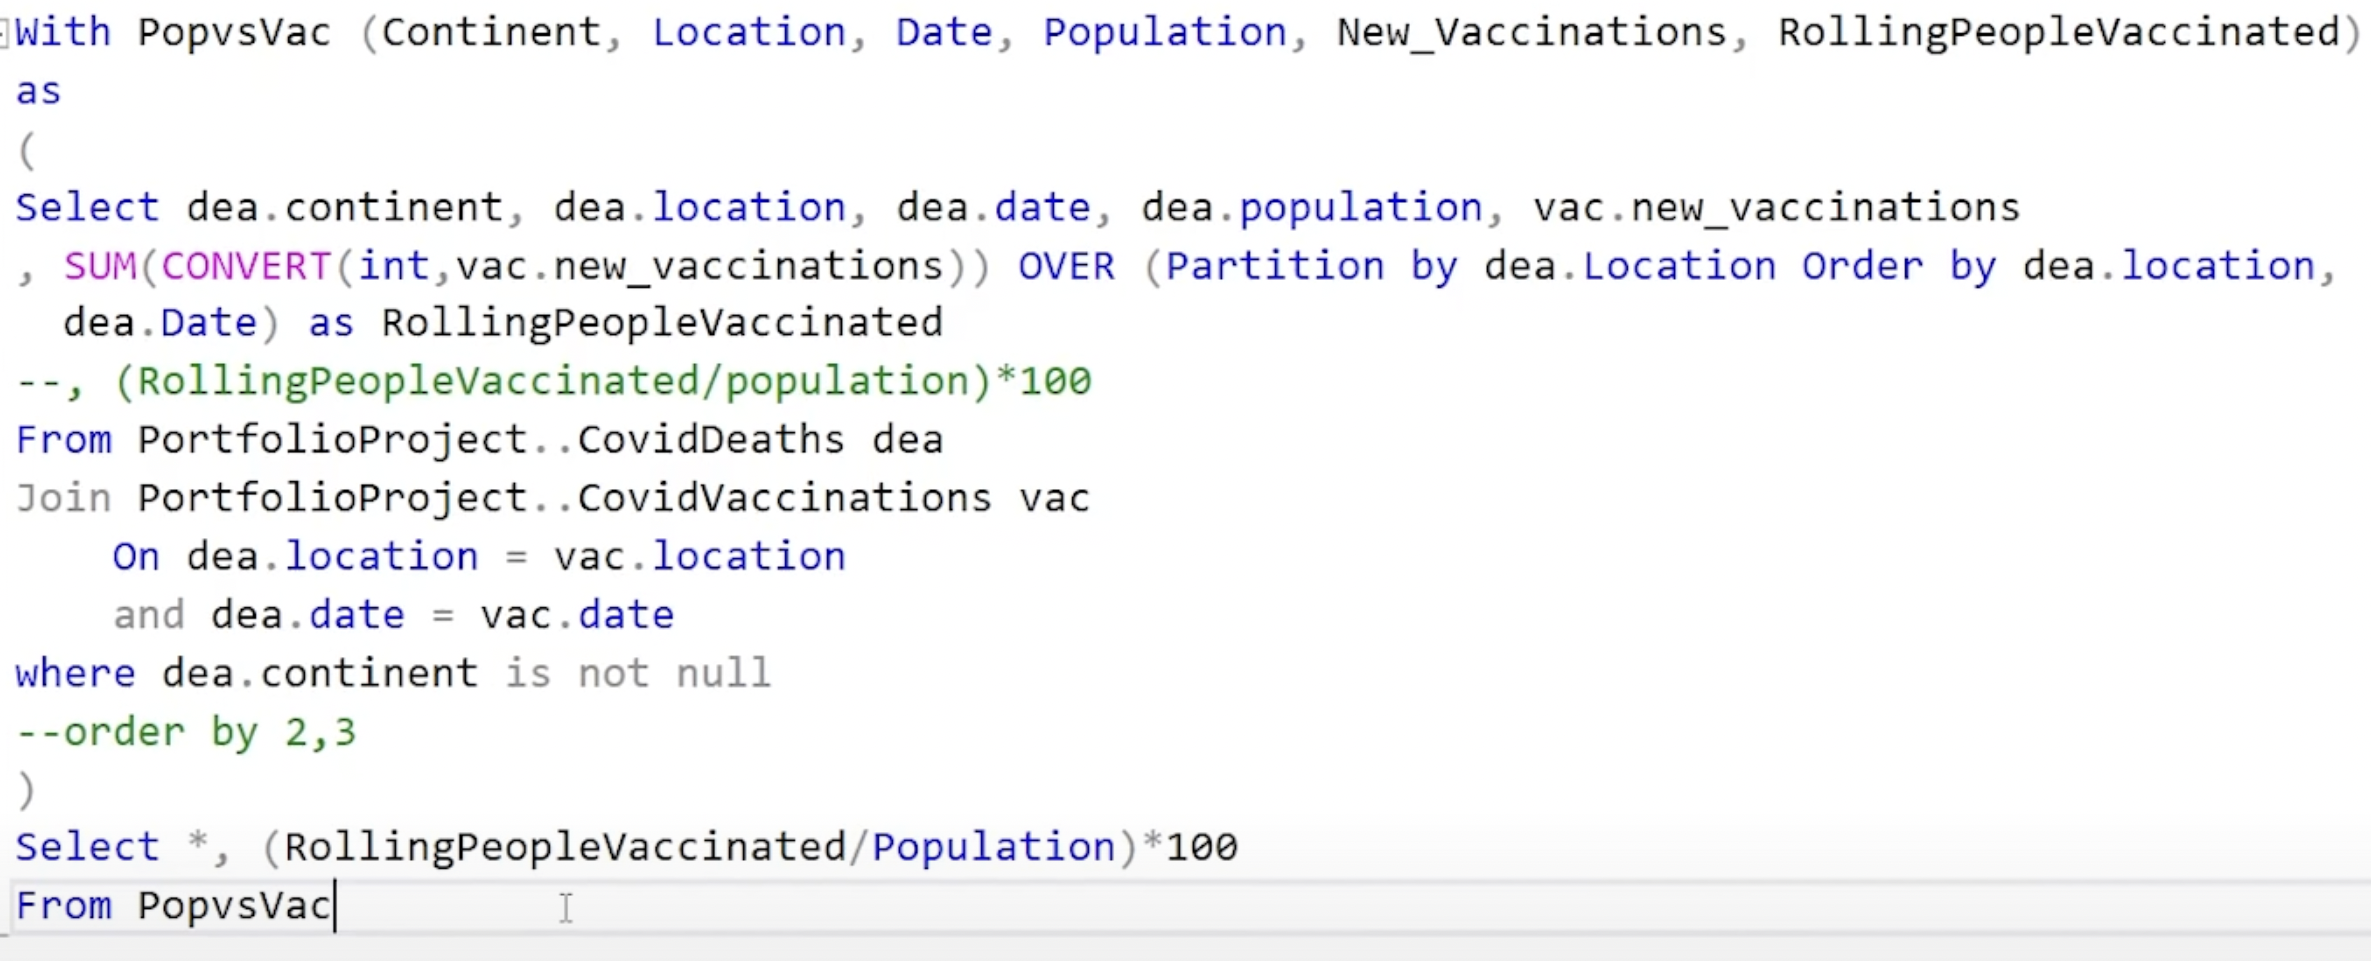 With PopvsVac (Continent, Location, Date, Population, New_Vaccinations, RollingPeopleVaccinated)
as
(
Select dea.continent, dea.location, dea.date, dea.population, vac.new_vaccinations
, SUM(CONVERT(int,vac.new_vaccinations)) OVER (Partition by dea.Location Order by dea.location,
dea.Date) as RollingPeopleVaccinated
--, (RollingPeopleVaccinated/population)*100
From PortfolioProject..CovidDeaths dea
Join PortfolioProject..CovidVaccinations vac
On dea.location = vac.location
and dea.date = vac.date
where dea.continent is not null
--order by 2,3
)
Select *, (RollingPeopleVaccinated/Population)*100
From PopvsVac